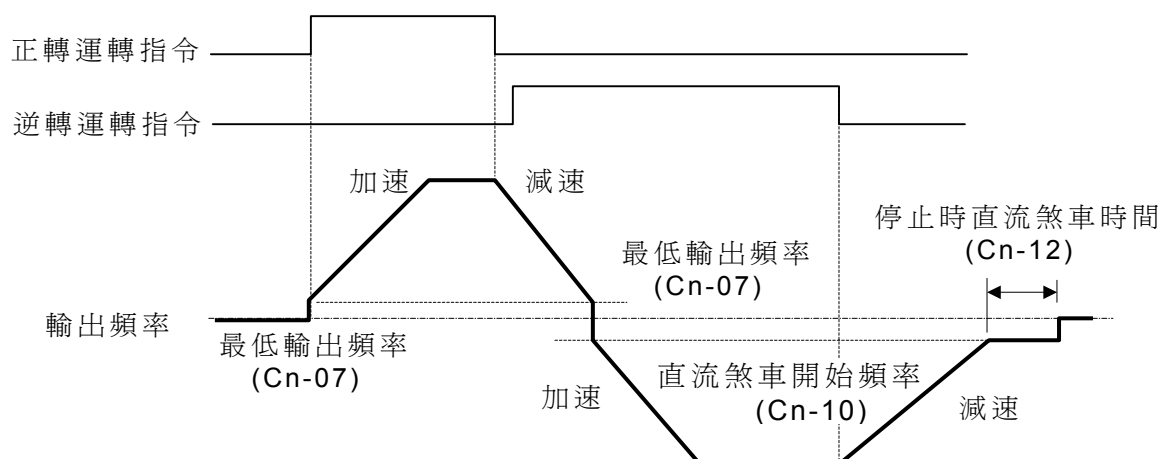 正轉運轉指令
逆轉運轉指令
加速
減速
停止時直流煞車時間
(Cn-12)
最低輸出頻率
(Cn-07)
輸出頻率
最低輸出頻率
(Cn-07)
加速
直流煞車開始頻率
(Cn-10)
減速